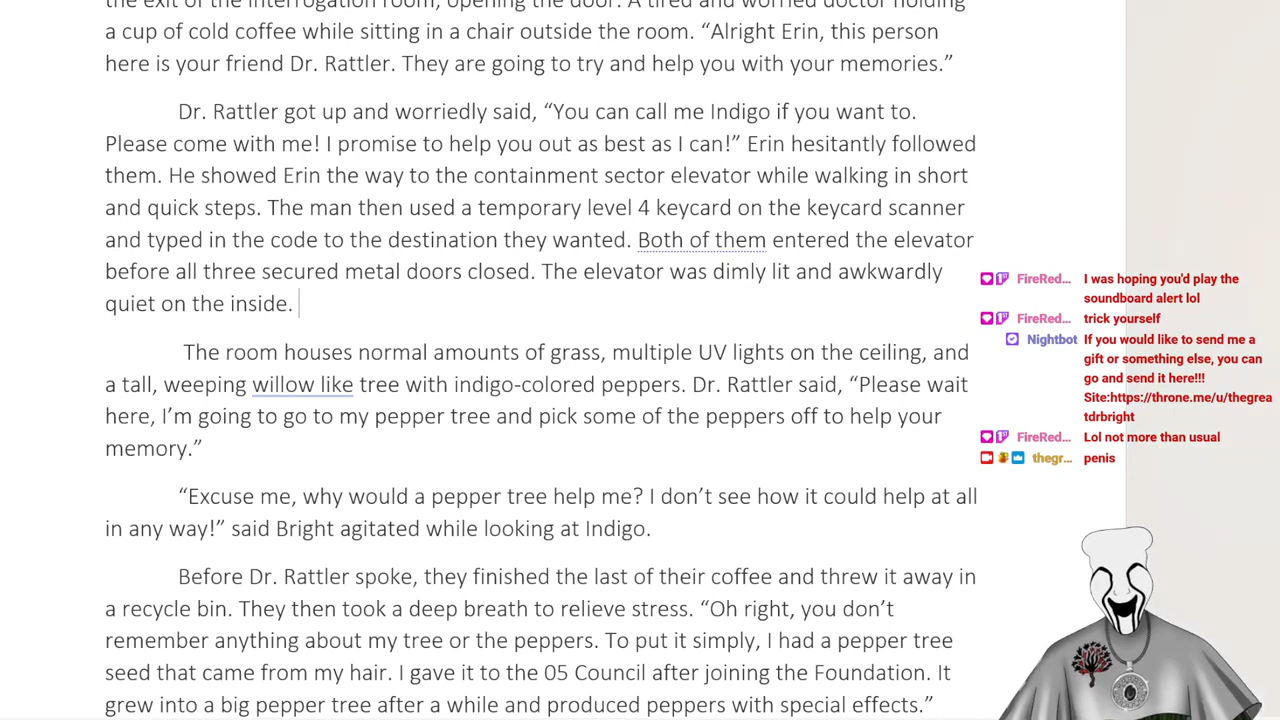 the exit of the interrogation room, opening the door. A tired and worried doctor holding
a cup of cold coffee while sitting in a chair outside the room. “Alright Erin, this person
here is your friend Dr. Rattler. They are going to try and help you with your memories.”
Dr. Rattler got up and worriedly said, “You can call me Indigo if you want to.
Please come with me! I promise to help you out as best as I can!” Erin hesitantly followed
them. He showed Erin the way to the containment sector elevator while walking in short
and quick steps. The man then used a temporary level 4 keycard on the keycard scanner
and typed in the code to the destination they wanted. Both of them entered the elevator
before all three secured metal doors closed. The elevator was dimly lit and awkwardly
quiet on the inside.
The room houses normal amounts of grass, multiple UV lights on the ceiling, and
a tall, weeping willow like tree with indigo-colored peppers. Dr. Rattler said, “Please wait
here, I’m going to go to my pepper tree and pick some of the peppers off to help your
memory.”
“Excuse me, why would a pepper tree help me? I don’t see how it could help at all
in any way!” said Bright agitated while looking at Indigo.
Before Dr. Rattler spoke, they finished the last of their coffee and threw it away in
a recycle bin. They then took a deep breath to relieve stress. “Oh right, you don’t
remember anything about my tree or the peppers. To put it simply, I had a pepper tree
seed that came from my hair. I gave it to the 05 Council after joining the Foundation. It
grew into a big pepper tree after a while and produced peppers with special effects.”
FireRed... I was hoping you'd play the
soundboard alert lol
FireRed... trick yourself
Nightbot If you would like to send me a
gift or something else, you can
go and send it here!!!
Site:https://throne.me/u/thegrea
tdrbright
FireRed... Lol not more than usual
thegr... penis